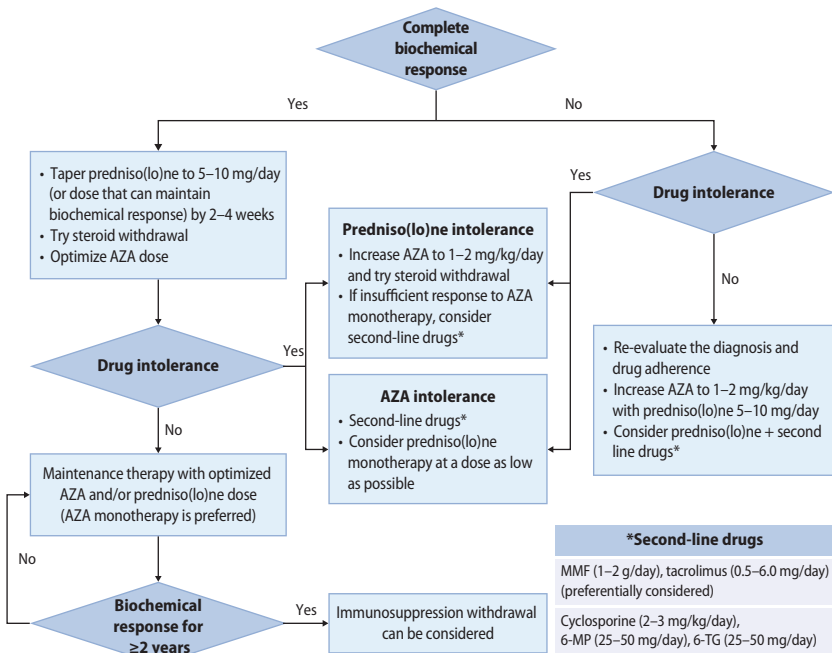 Complete
biochemical
response
Yes
No
• Taper predniso(lo)ne to 5–10 mg/day
(or dose that can maintain
biochemical response) by 2–4 weeks
• Try steroid withdrawal
• Optimize AZA dose
Yes
Drug intolerance
Predniso(lo)ne intolerance
• Increase AZA to 1–2 mg/kg/day
and try steroid withdrawal
• If insufficient response to AZA
monotherapy, consider
second-line drugs*
No
Drug intolerance
Yes
AZA intolerance
• Second-line drugs*
• Consider predniso(lo)ne
monotherapy at a dose as low
as possible
• Re-evaluate the diagnosis and
drug adherence
• Increase AZA to 1–2 mg/kg/day
with predniso(lo)ne 5–10 mg/day
• Consider predniso(lo)ne + second
line drugs*
No
Maintenance therapy with optimized
AZA and/or predniso(lo)ne dose
(AZA monotherapy is preferred)
No
Biochemical
response for
≥2 years
Yes
Immunosuppression withdrawal
can be considered
*Second-line drugs
MMF (1–2 g/day), tacrolimus (0.5–6.0 mg/day)
(preferentially considered)
Cyclosporine (2–3 mg/kg/day),
6-MP (25–50 mg/day), 6-TG (25–50 mg/day)